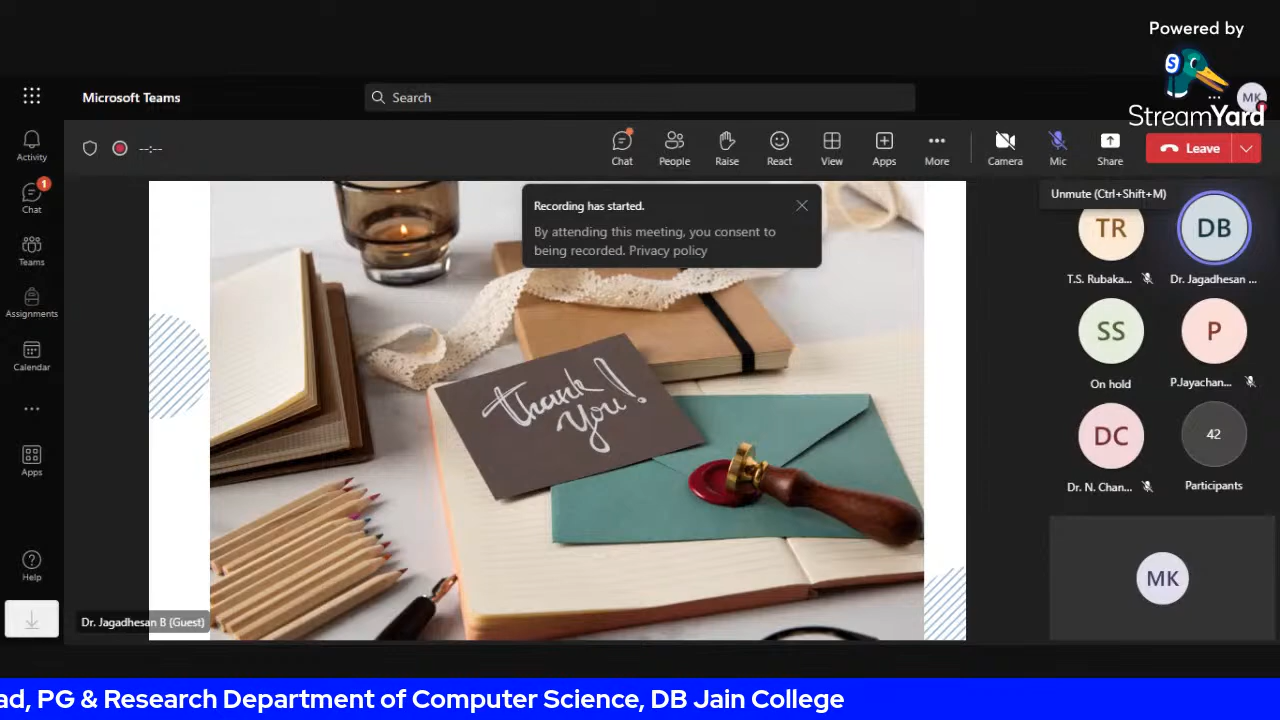 Powered by
StreamYard
Microsoft Teams
Search
MK
Activity
Chat
1
Teams
Assignments
Calendar
Apps
Help
--:--
Chat
People
Raise
React
View
Apps
More
Camera
Mic
Share
Leave
Unmute (Ctrl+Shift+M)
Recording has started.
By attending this meeting, you consent to
being recorded. Privacy policy
thank
you!
TR
T.S. Rubaka...
DB
Dr. Jagadhesan ...
SS
On hold
P
P.Jayachan...
DC
Dr. N. Chan...
42
Participants
MK
Dr. Jagadhesan B (Guest)
ad, PG & Research Department of Computer Science, DB Jain College